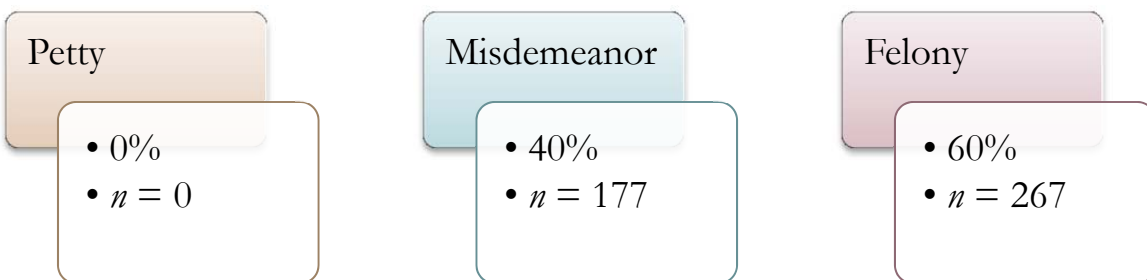 Petty
• 0%
• n = 0
Misdemeanor
• 40%
• n = 177
Felony
• 60%
• n = 267